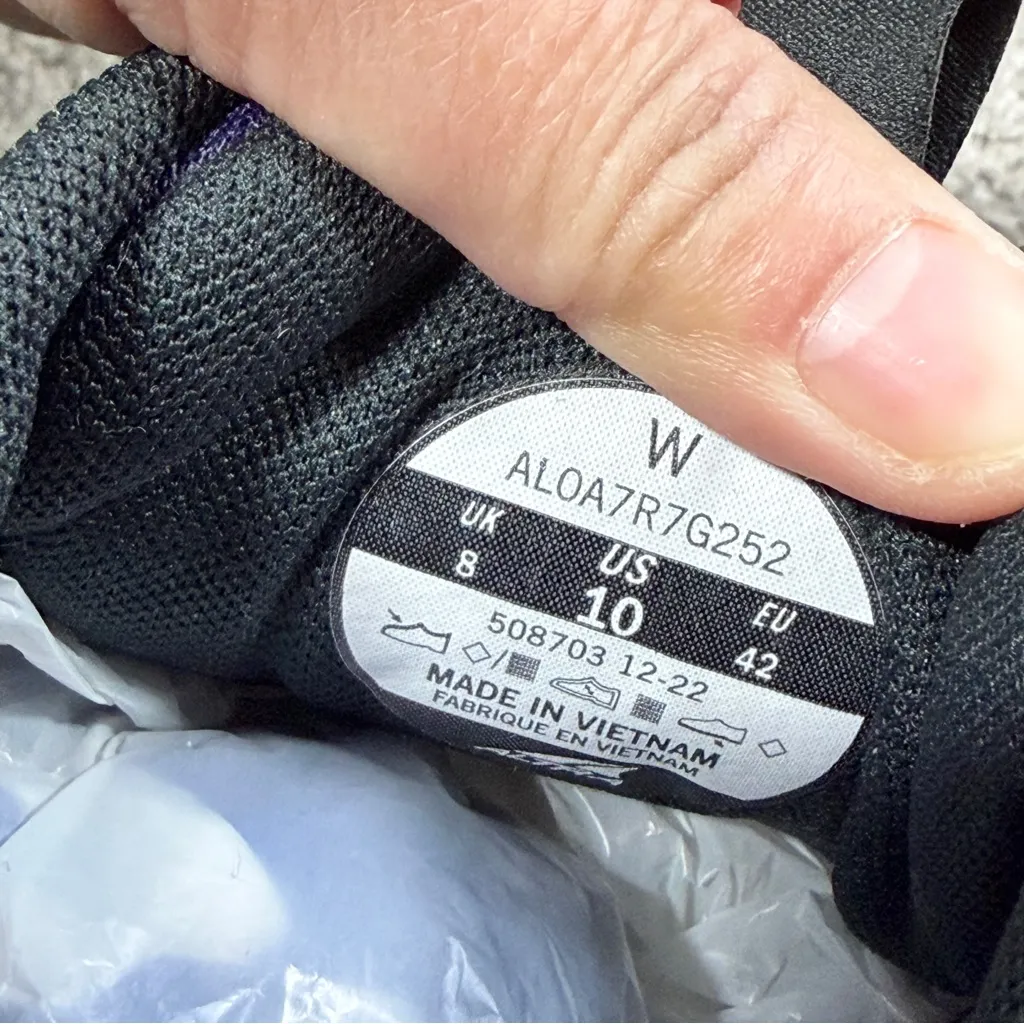 W
AL0A7R7G252
UK US EU
8 10 42
508703 12-22
MADE IN VIETNAM
FABRIQUE EN VIETNAM